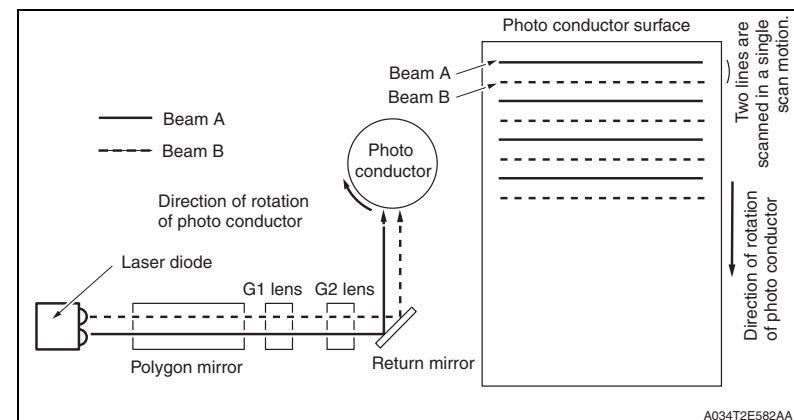 Photo conductor surface
Beam A
Beam B
Two lines are
scanned in a single
scan motion.
Beam A
Beam B
Photo
conductor
Direction of rotation
of photo conductor
Direction of rotation
of photo conductor
Laser diode
G1 lens
G2 lens
Polygon mirror
Return mirror
A034T2E582AA